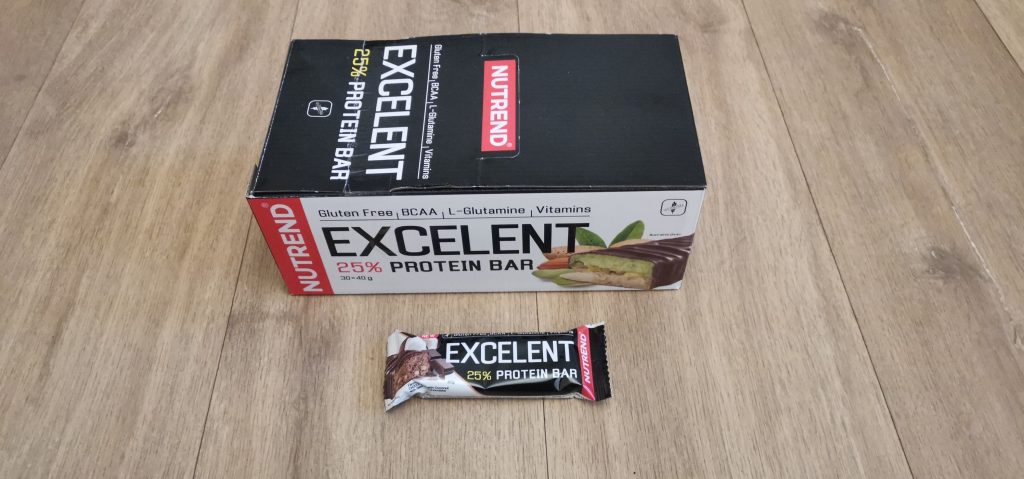 NUTREND
EXCELENT
25% PROTEIN BAR
Gluten Free BCAA L-Glutamine Vitamins
NUTREND
Gluten Free BCAA L-Glutamine Vitamins
EXCELENT
25% PROTEIN BAR
30×40 g
NEW
EXCELENT
25% PROTEIN BAR
NUTREND